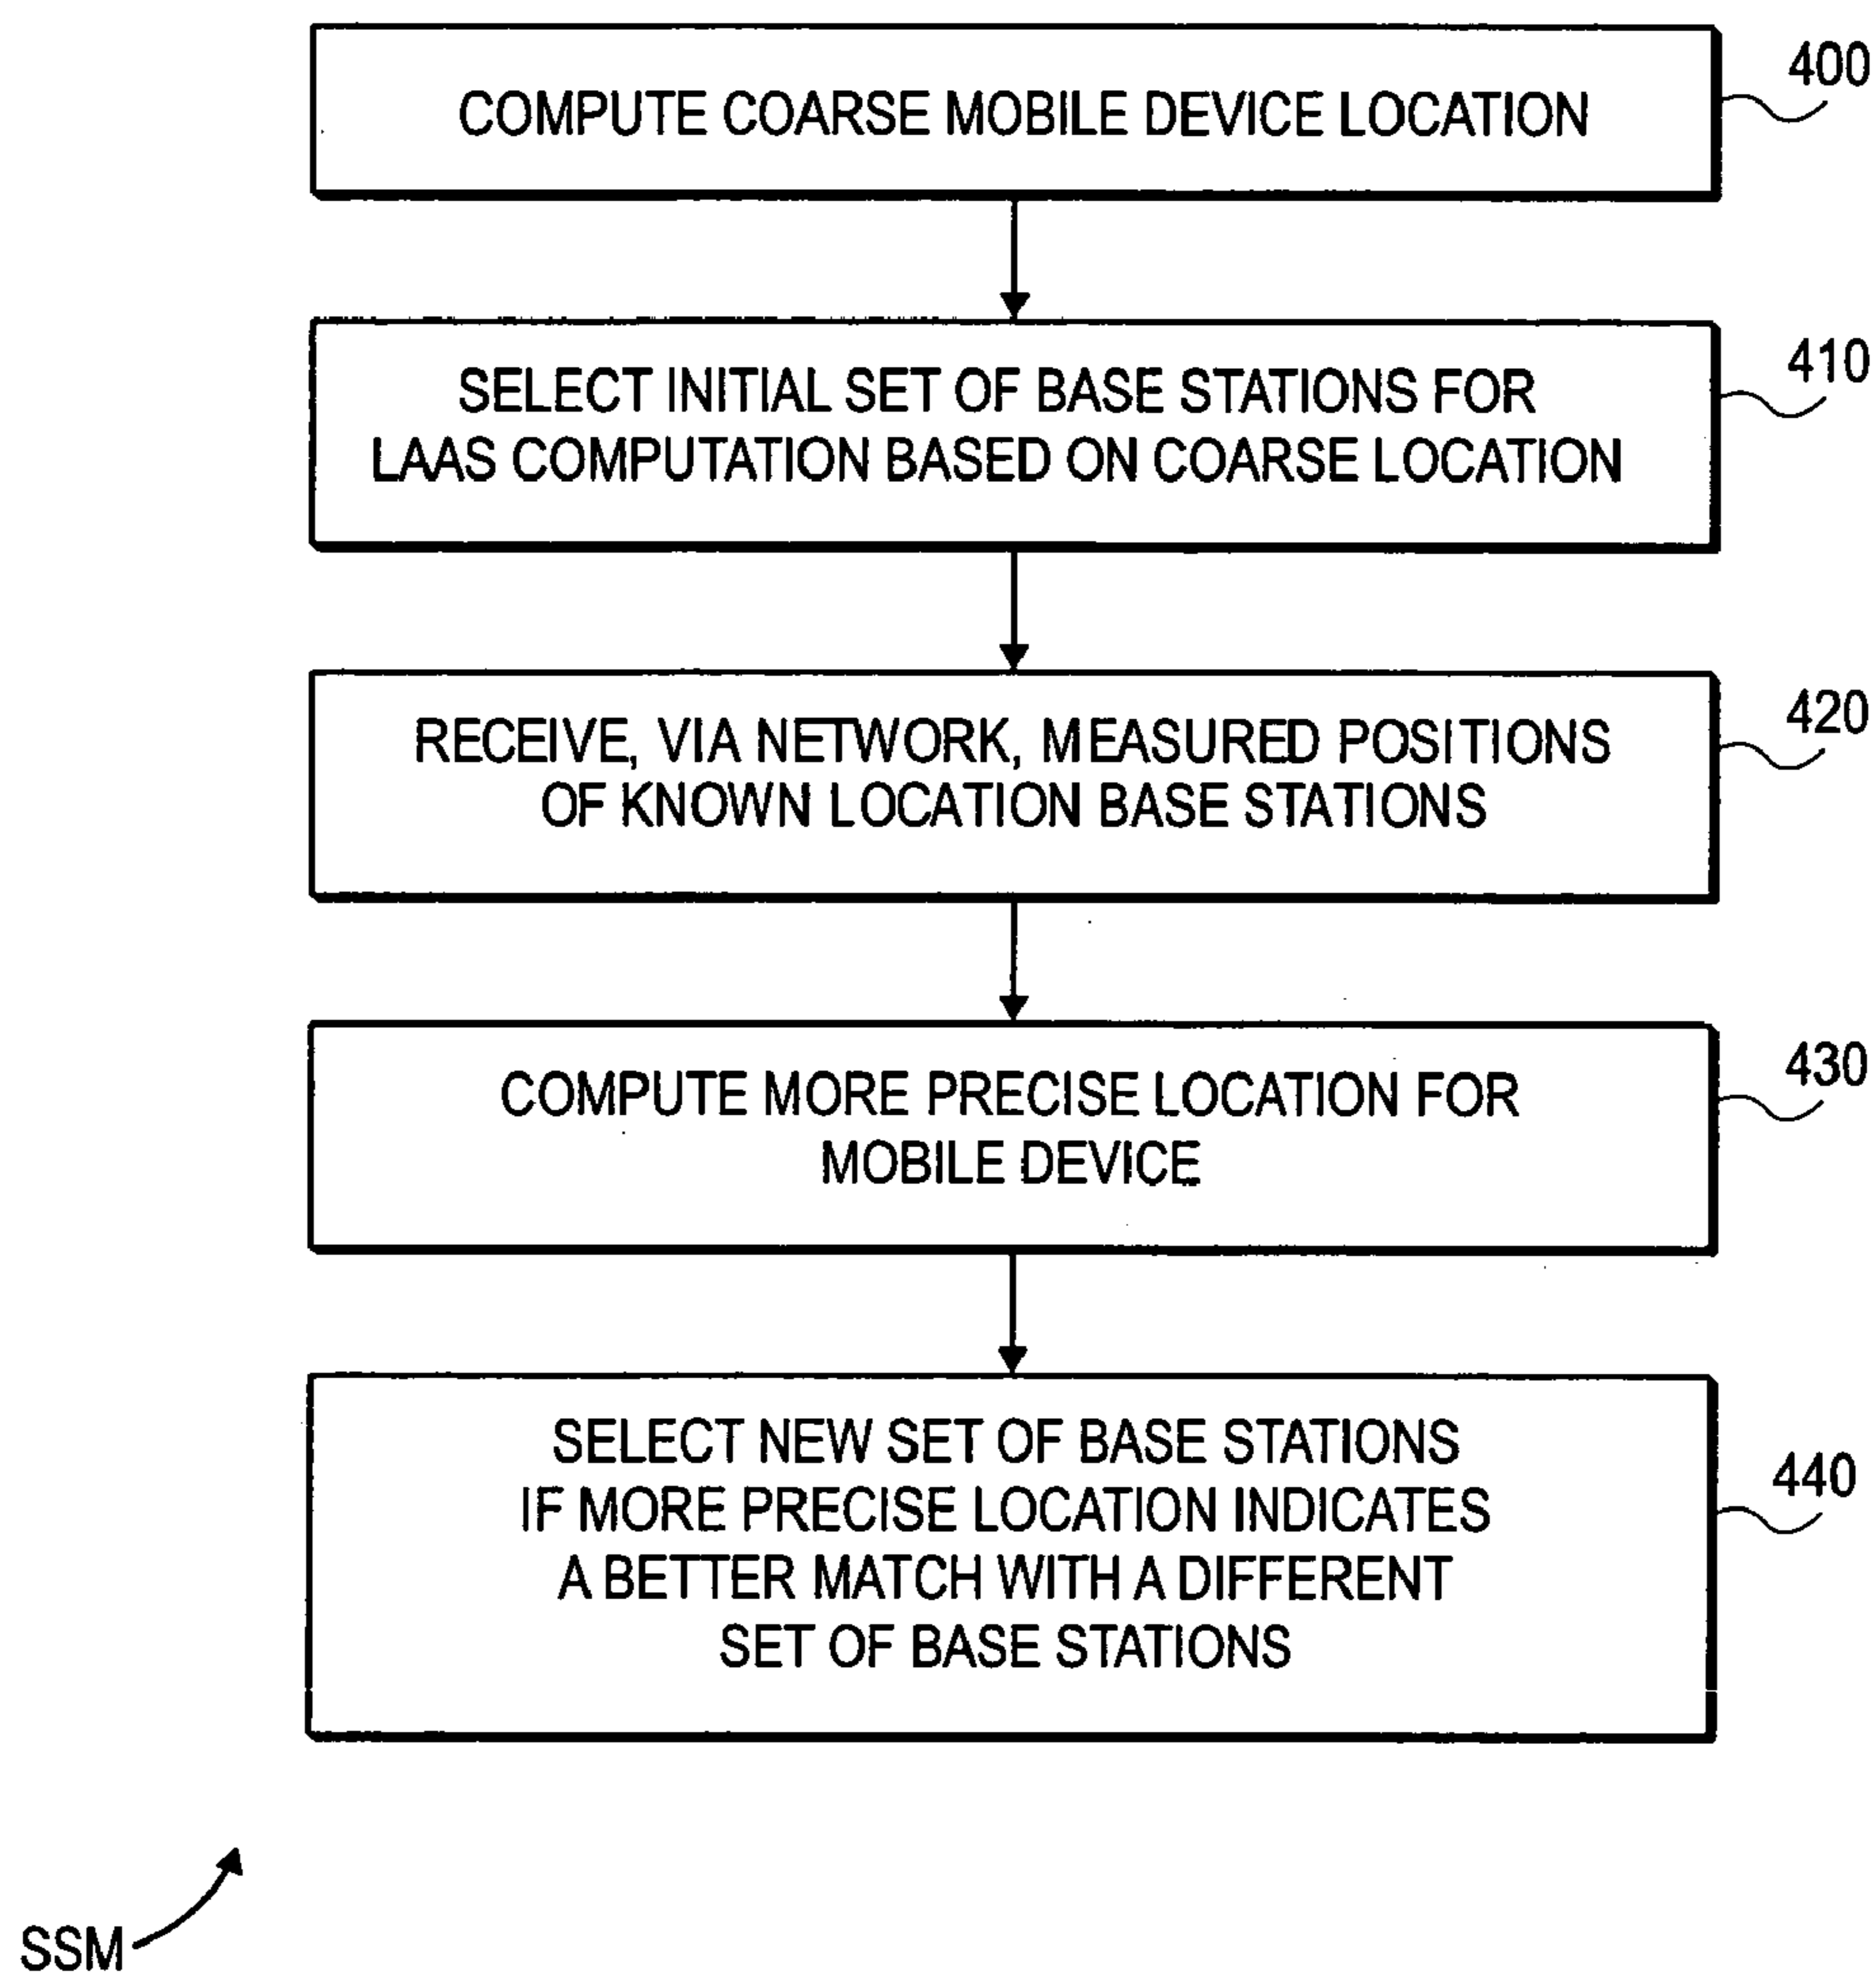 COMPUTE COARSE MOBILE DEVICE LOCATION
400
SELECT INITIAL SET OF BASE STATIONS FOR
LAAS COMPUTATION BASED ON COARSE LOCATION
410
RECEIVE, VIA NETWORK, MEASURED POSITIONS
OF KNOWN LOCATION BASE STATIONS
420
COMPUTE MORE PRECISE LOCATION FOR
MOBILE DEVICE
430
SELECT NEW SET OF BASE STATIONS
IF MORE PRECISE LOCATION INDICATES
A BETTER MATCH WITH A DIFFERENT
SET OF BASE STATIONS
440
SSM